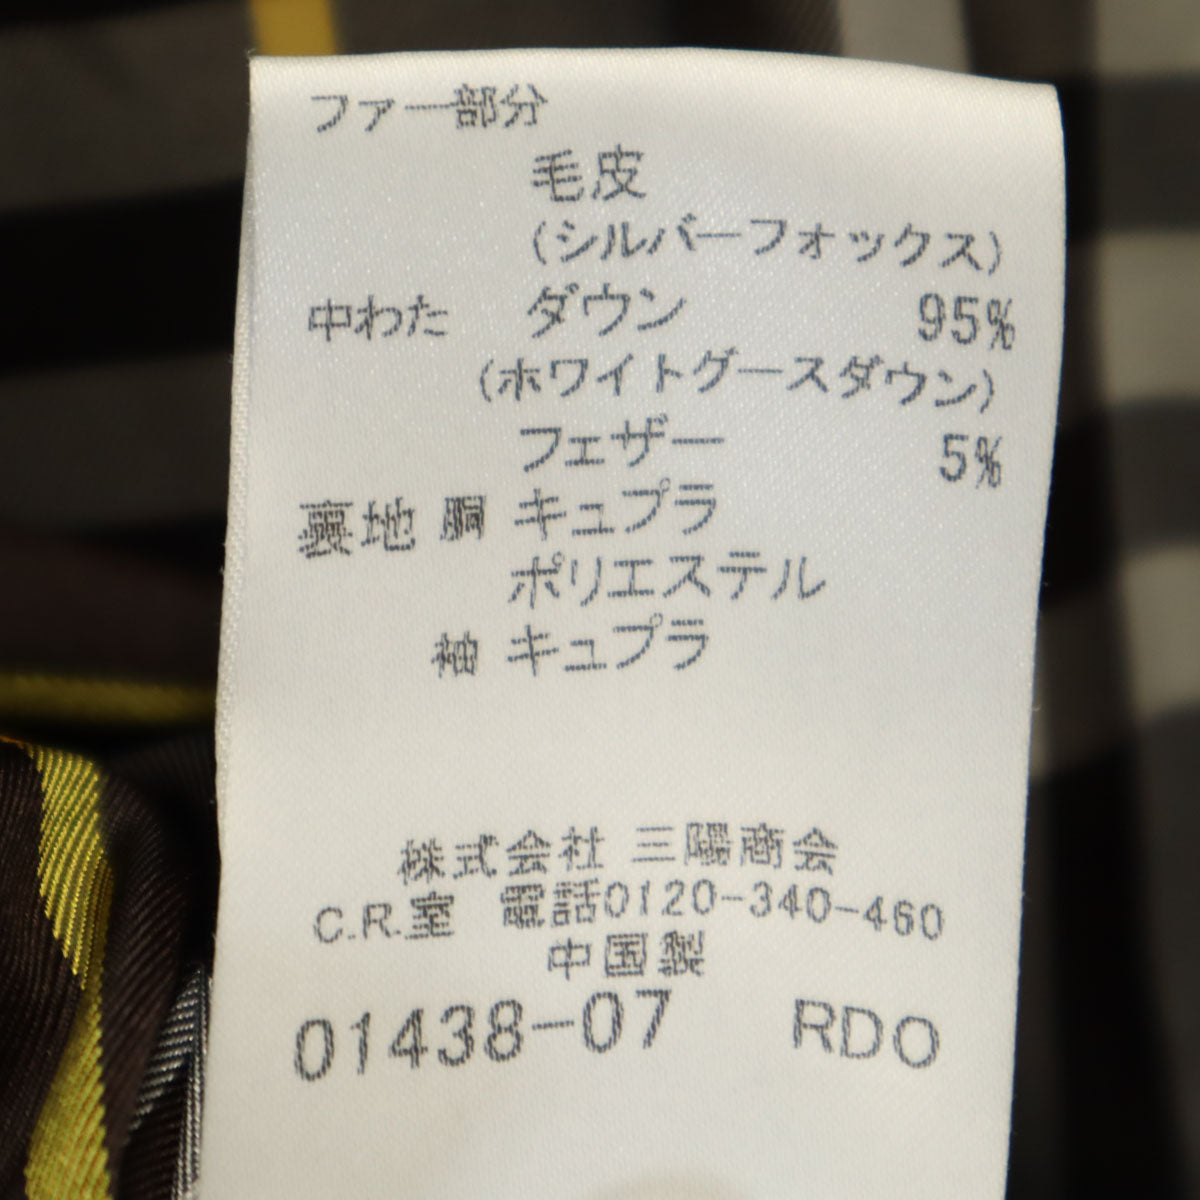 ファー部分
毛皮
(シルバーフォックス)
中わた ダウン 95%
(ホワイトグースダウン)
フェザー 5%
裏地 胴 キュプラ
ポリエステル
袖 キュプラ
株式会社 三陽商会
C.R.室 電話0120-340-460
中国製
01438-07 RDO